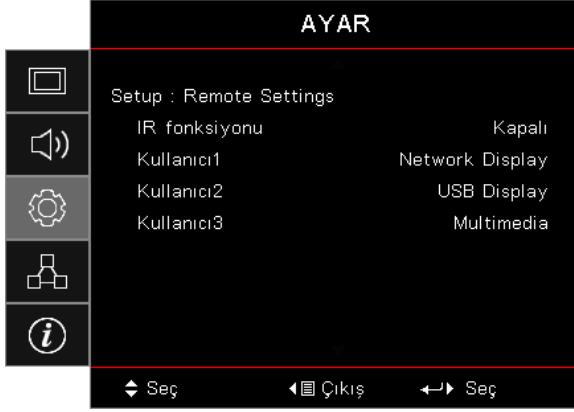 AYAR
Setup : Remote Settings
IR fonksiyonu Kapalı
Kullanıcı1 Network Display
Kullanıcı2 USB Display
Kullanıcı3 Multimedia
Seç Çıkış Seç